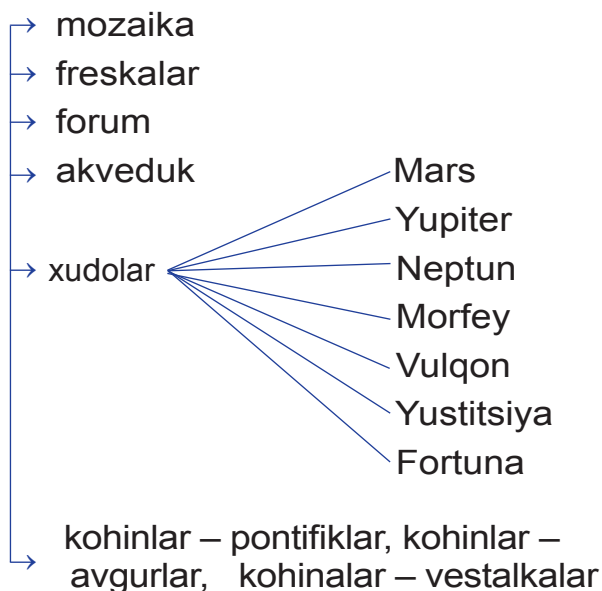 mozaika
freskalar
forum
akveduk
xudolar
Mars
Yupiter
Neptun
Morfey
Vulqon
Yustitsiya
Fortuna
kohinlar – pontifiklar, kohinlar –
avgurlar, kohinalar – vestalkalar